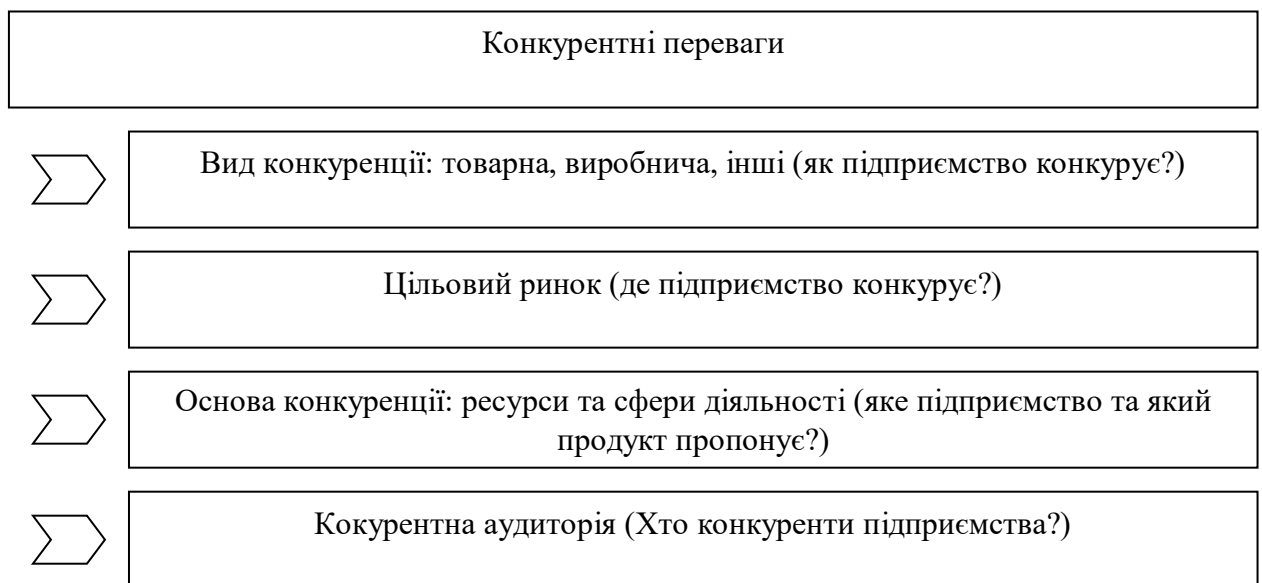 Конкурентні переваги
Вид конкуренції: товарна, виробнича, інші (як підприємство конкурує?)
Цільовий ринок (де підприємство конкурує?)
Основа конкуренції: ресурси та сфери діяльності (яке підприємство та який
продукт пропонує?)
Кокурентна аудиторія (Хто конкуренти підприємства?)